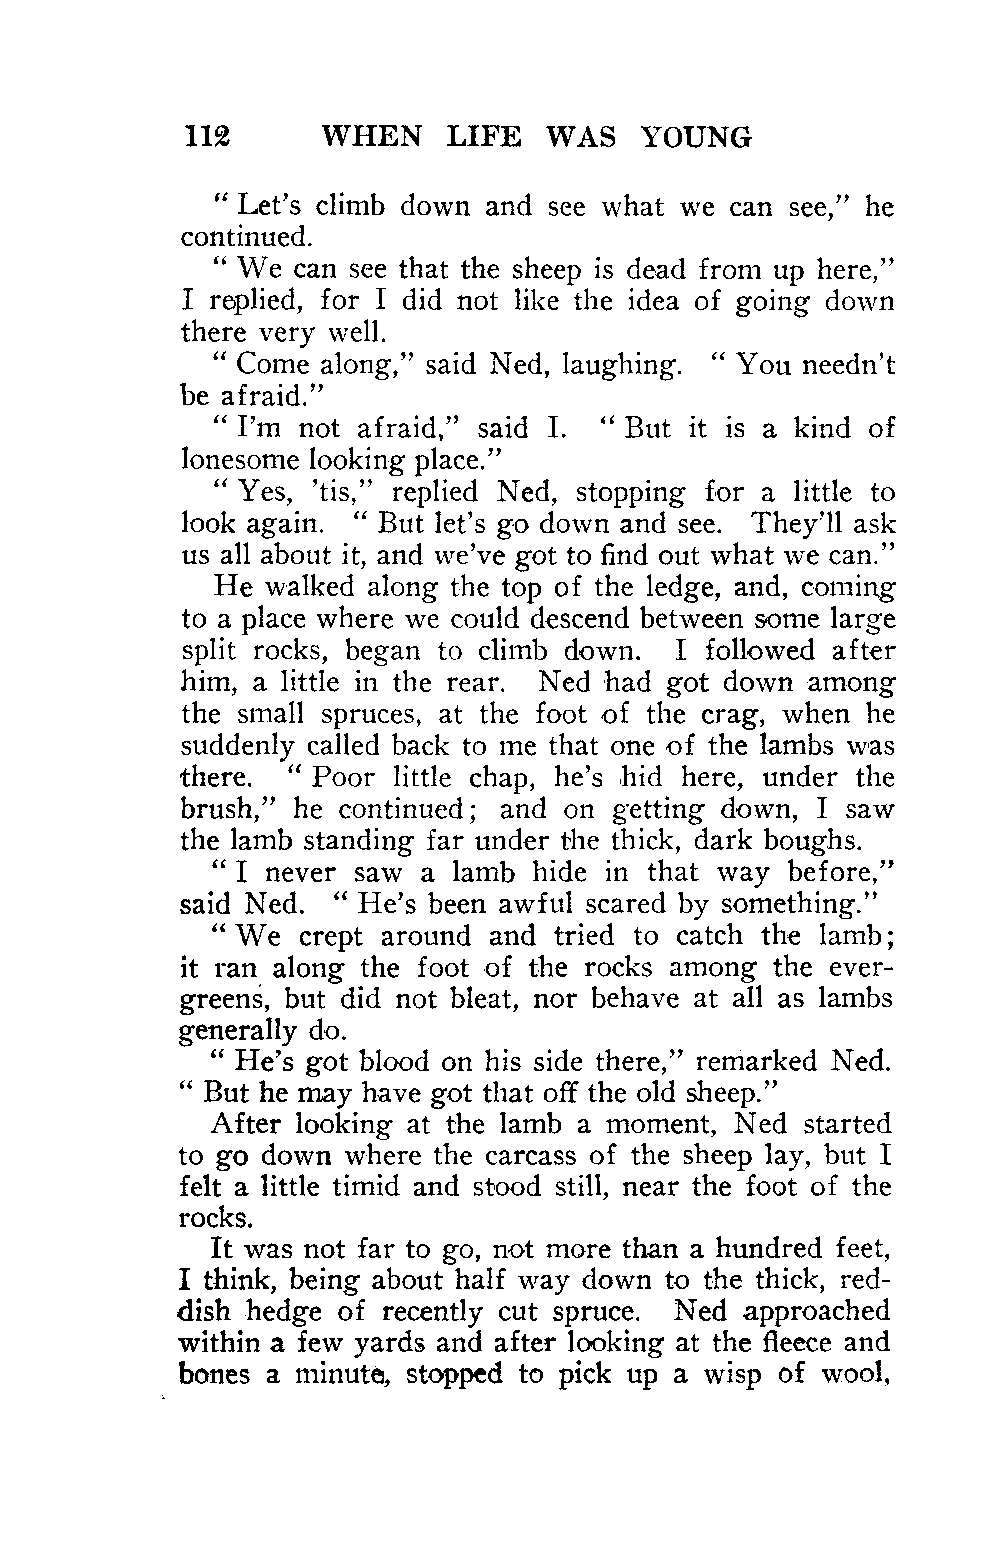 112 WHEN LIFE WAS YOUNG
“ Let’s climb down and see what we can see,” he
continued.
“ We can see that the sheep is dead from up here,”
I replied, for I did not like the idea of going down
there very well.
“ Come along,” said Ned, laughing. “ You needn’t
be afraid.”
“ I’m not afraid,” said I. “ But it is a kind of
lonesome looking place.”
“ Yes, ’tis,” replied Ned, stopping for a little to
look again. “ But let’s go down and see. They’ll ask
us all about it, and we’ve got to find out what we can.”
He walked along the top of the ledge, and, coming
to a place where we could descend between some large
split rocks, began to climb down. I followed after
him, a little in the rear. Ned had got down among
the small spruces, at the foot of the crag, when he
suddenly called back to me that one of the lambs was
there. “ Poor little chap, he’s hid here, under the
brush,” he continued; and on getting down, I saw
the lamb standing far under the thick, dark boughs.
“ I never saw a lamb hide in that way before,”
said Ned. “ He’s been awful scared by something.”
“ We crept around and tried to catch the lamb;
it ran along the foot of the rocks among the ever-
greens, but did not bleat, nor behave at all as lambs
generally do.
“ He’s got blood on his side there,” remarked Ned.
“ But he may have got that off the old sheep.”
After looking at the lamb a moment, Ned started
to go down where the carcass of the sheep lay, but I
felt a little timid and stood still, near the foot of the
rocks.
It was not far to go, not more than a hundred feet,
I think, being about half way down to the thick, red-
dish hedge of recently cut spruce. Ned approached
within a few yards and after looking at the fleece and
bones a minute, stopped to pick up a wisp of wool,